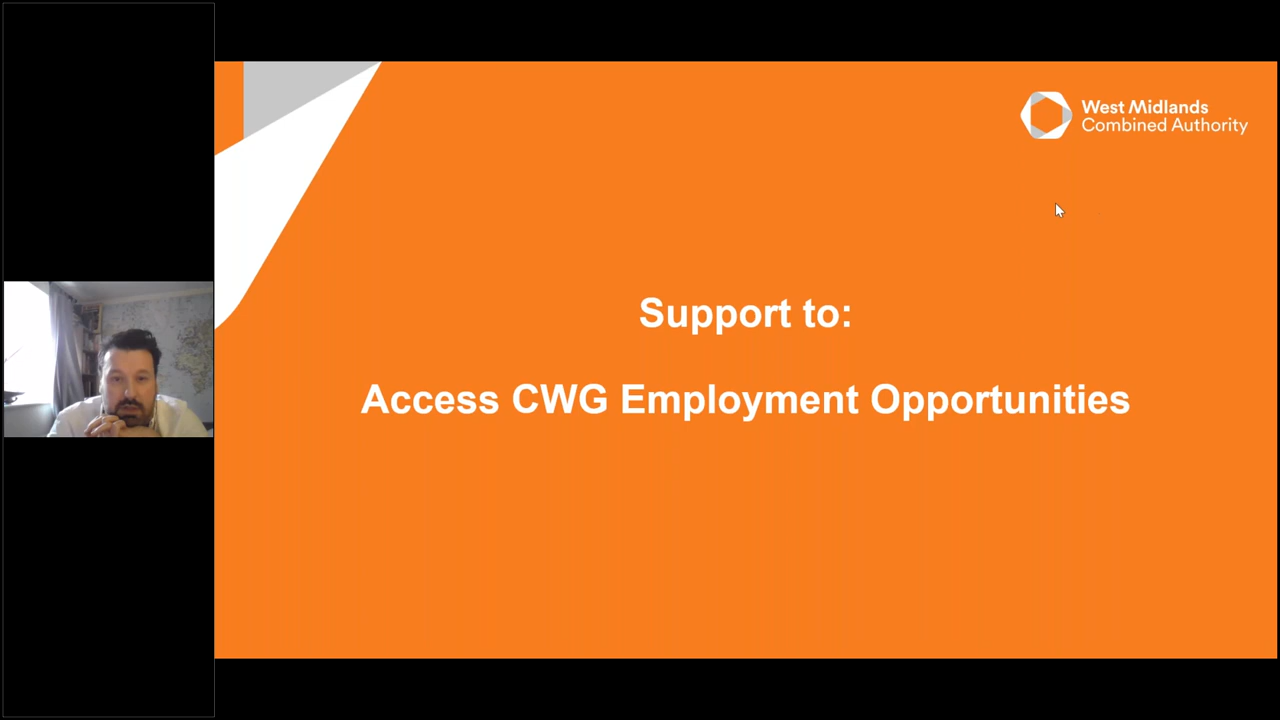 West Midlands
Combined Authority
Support to:
Access CWG Employment Opportunities